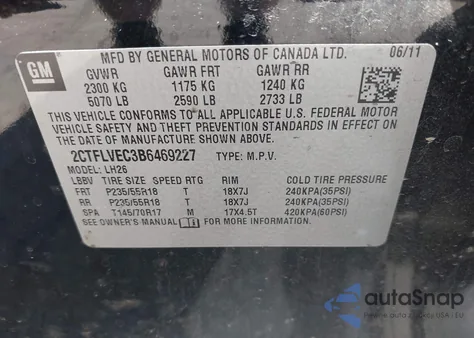 GM
MFD BY GENERAL MOTORS OF CANADA LTD. 06/11
GVWR GAWR FRT GAWR RR
2300 KG 1175 KG 1240 KG
5070 LB 2590 LB 2733 LB
THIS VEHICLE CONFORMS TO ALL APPLICABLE U.S. FEDERAL MOTOR
VEHICLE SAFETY AND THEFT PREVENTION STANDARDS IN EFFECT ON
THE DATE OF MANUFACTURE SHOWN ABOVE.
2CTFLVEC3B6469227 TYPE: M.P.V.
MODEL: LH26
LBBV TIRE SIZE SPEED RTG RIM COLD TIRE PRESSURE
FRT P235/55R18 T 18X7J 240KPA(35PSI)
RR P235/55R18 T 18X7J 240KPA(35PSI)
SPA T145/70R17 M 17X4.5T 420KPA(60PSI)
SEE OWNER'S MANUAL
autoSnap